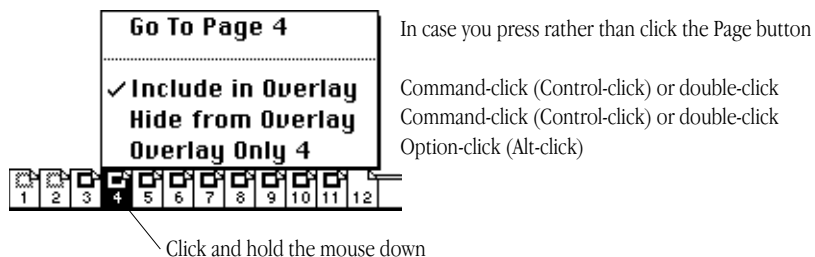 Go To Page 4 In case you press rather than click the Page button
✓Include in Overlay Command-click (Control-click) or double-click
Hide from Overlay Command-click (Control-click) or double-click
Overlay Only 4 Option-click (Alt-click)
1 2 3 4 5 6 7 8 9 10 11 12
Click and hold the mouse down